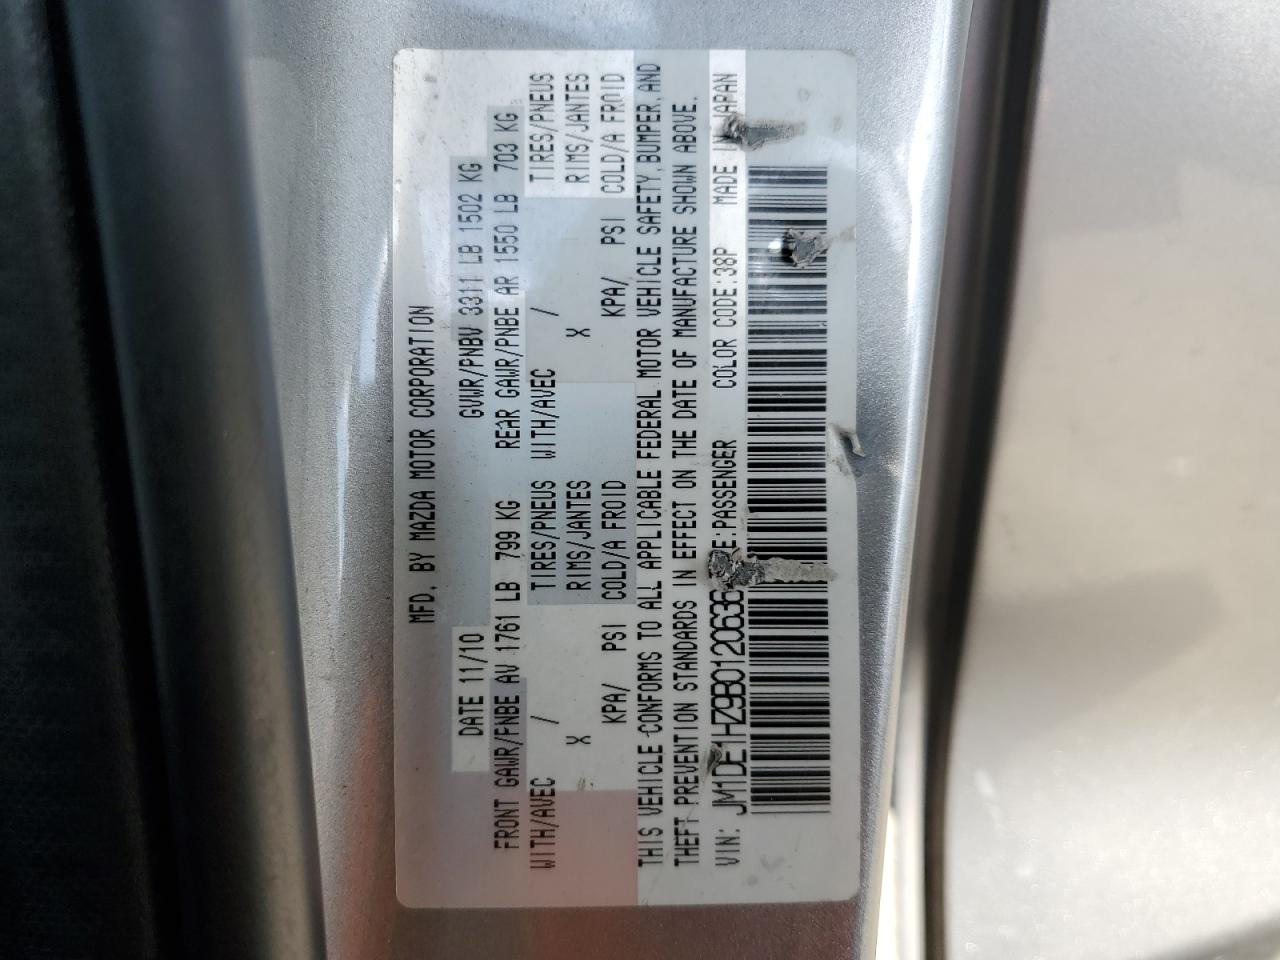 MFD. BY MAZDA MOTOR CORPORATION
DATE 11/10 GVWR/PNBV 3311 LB 1502 KG
FRONT GAWR/PNBE AV 1761 LB 799 KG REAR GAWR/PNBE AR 1550 LB 703 KG
WITH/AVEC / TIRES/PNEUS WITH/AVEC / TIRES/PNEUS
X RIMS/JANTES X RIMS/JANTES
KPA/ PSI COLD/A FROID KPA/ PSI COLD/A FROID
THIS VEHICLE CONFORMS TO ALL APPLICABLE FEDERAL MOTOR VEHICLE SAFETY, BUMPER, AND
THEFT PREVENTION STANDARDS IN EFFECT ON THE DATE OF MANUFACTURE SHOWN ABOVE.
VIN: JM1DE1HZ9B0120636 PASSENGER COLOR CODE:38P MADE JAPAN